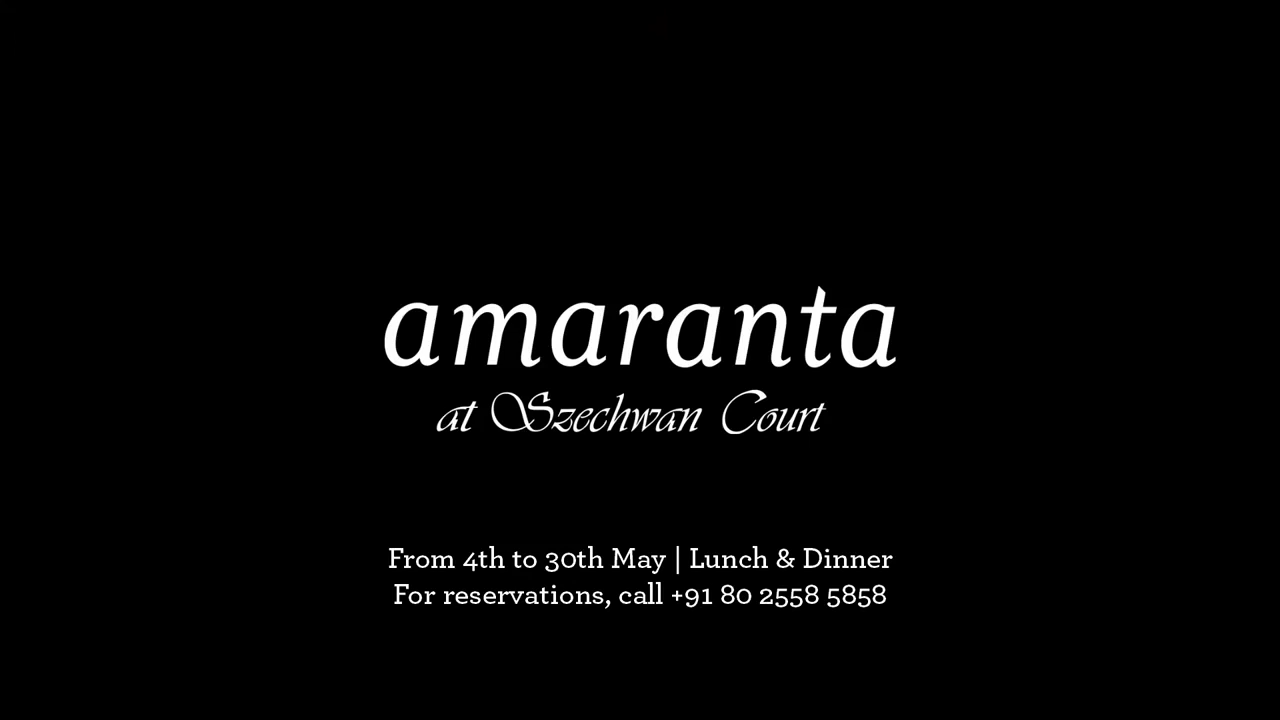 amaranta
at Szechwan Court
From 4th to 30th May | Lunch & Dinner
For reservations, call +91 80 2558 5858